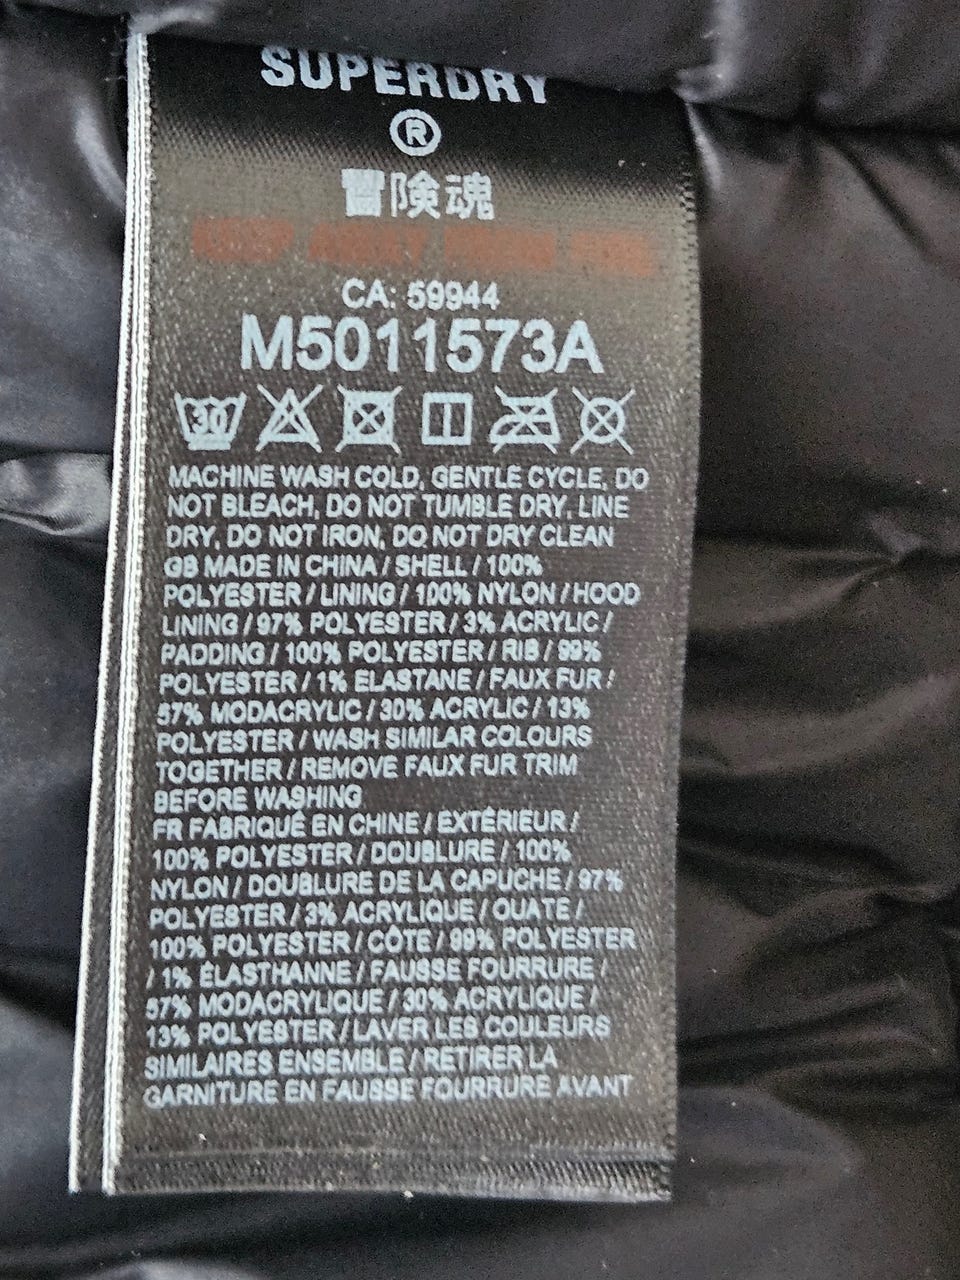 SUPERDRY
®
冒険魂
KEEP AWAY FROM FIRE
CA: 59944
M5011573A
30
MACHINE WASH COLD, GENTLE CYCLE, DO
NOT BLEACH, DO NOT TUMBLE DRY, LINE
DRY, DO NOT IRON, DO NOT DRY CLEAN
GB MADE IN CHINA / SHELL / 100%
POLYESTER / LINING / 100% NYLON / HOOD
LINING / 97% POLYESTER / 3% ACRYLIC /
PADDING / 100% POLYESTER / RIB / 99%
POLYESTER / 1% ELASTANE / FAUX FUR /
57% MODACRYLIC / 30% ACRYLIC / 13%
POLYESTER / WASH SIMILAR COLOURS
TOGETHER / REMOVE FAUX FUR TRIM
BEFORE WASHING
FR FABRIQUÉ EN CHINE / EXTÉRIEUR /
100% POLYESTER / DOUBLURE / 100%
NYLON / DOUBLURE DE LA CAPUCHE / 97%
POLYESTER / 3% ACRYLIQUE / OUATE /
100% POLYESTER / CÔTE / 99% POLYESTER
/ 1% ÉLASTHANNE / FAUSSE FOURRURE /
57% MODACRYLIQUE / 30% ACRYLIQUE /
13% POLYESTER / LAVER LES COULEURS
SIMILAIRES ENSEMBLE / RETIRER LA
GARNITURE EN FAUSSE FOURRURE AVANT